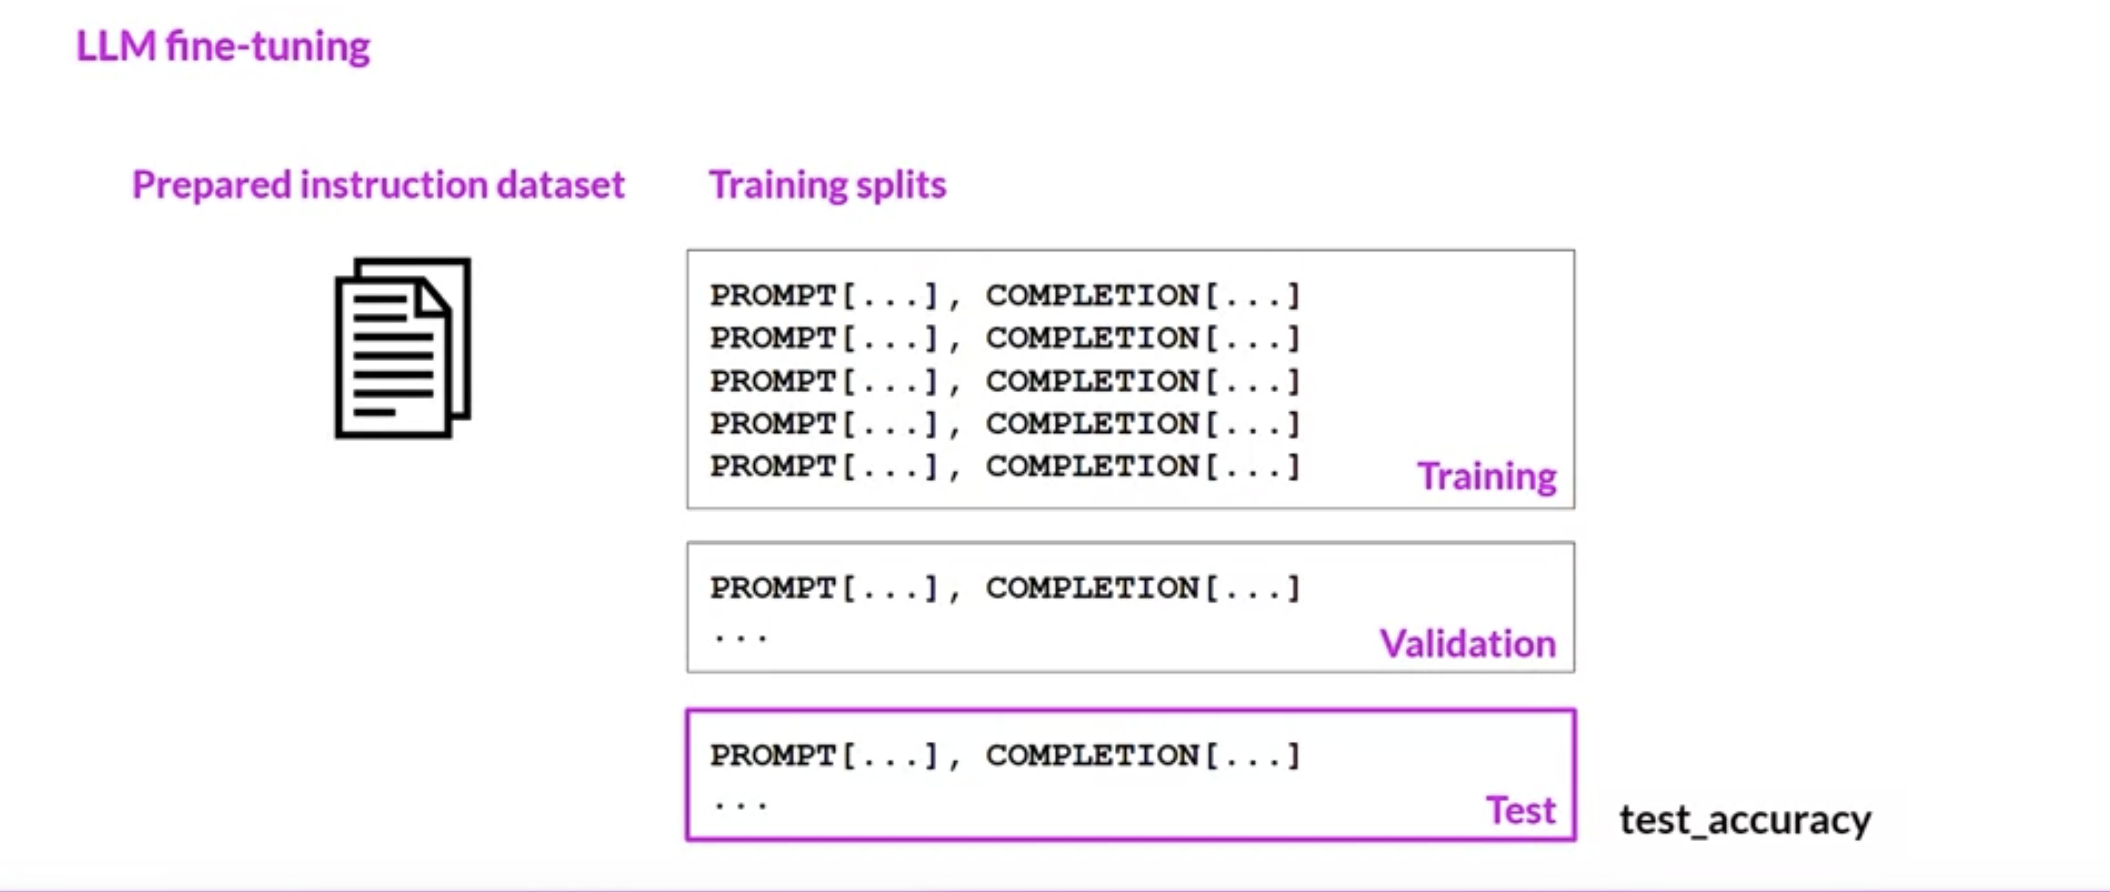 LLM fine-tuning
Prepared instruction dataset
Training splits
PROMPT[...], COMPLETION[...]
PROMPT[...], COMPLETION[...]
PROMPT[...], COMPLETION[...]
PROMPT[...], COMPLETION[...]
PROMPT[...], COMPLETION[...]
Training
PROMPT[...], COMPLETION[...]
...
Validation
PROMPT[...], COMPLETION[...]
...
Test
test_accuracy